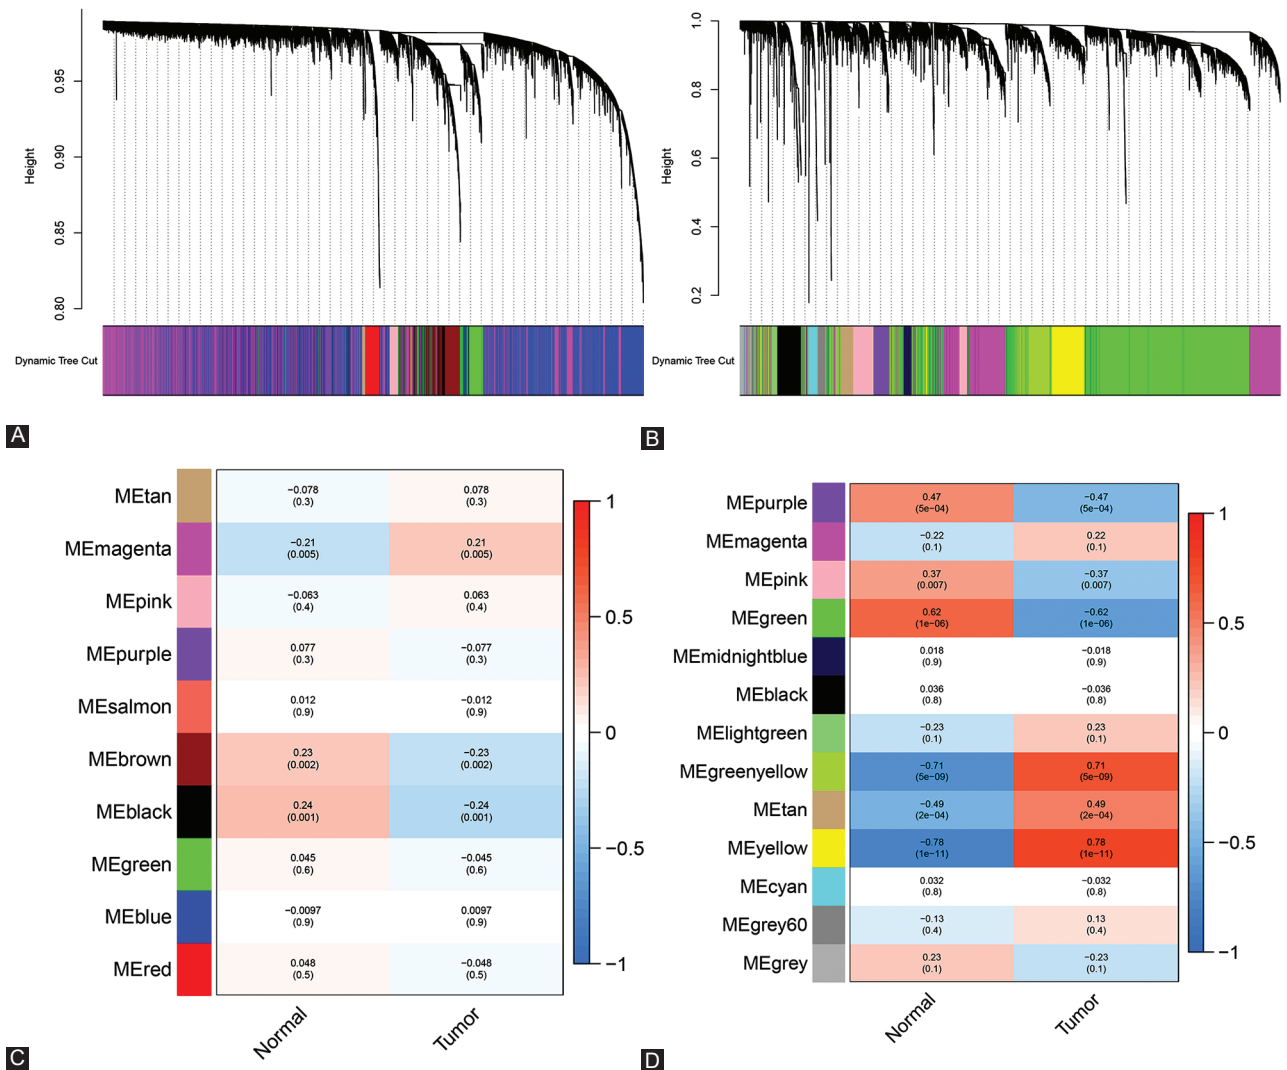 Height
0.95
0.90
0.85
0.80
Dynamic Tree Cut
A
Height
1.0
0.8
0.6
0.4
0.2
Dynamic Tree Cut
B
MEtan
−0.078
(0.3)
0.078
(0.3)
MEmagenta
−0.21
(0.005)
0.21
(0.005)
MEpink
−0.063
(0.4)
0.063
(0.4)
MEpurple
0.077
(0.3)
−0.077
(0.3)
MEsalmon
0.012
(0.9)
−0.012
(0.9)
MEbrown
0.23
(0.002)
−0.23
(0.002)
MEblack
0.24
(0.001)
−0.24
(0.001)
MEgreen
0.045
(0.6)
−0.045
(0.6)
MEblue
−0.0097
(0.9)
0.0097
(0.9)
MEred
0.048
(0.5)
−0.048
(0.5)
Normal
Tumor
1
0.5
0
−0.5
−1
C
MEpurple
0.47
(5e−04)
−0.47
(5e−04)
MEmagenta
−0.22
(0.1)
0.22
(0.1)
MEpink
0.37
(0.007)
−0.37
(0.007)
MEgreen
0.62
(1e−06)
−0.62
(1e−06)
MEmidnightblue
0.018
(0.9)
−0.018
(0.9)
MEblack
0.036
(0.8)
−0.036
(0.8)
MElightgreen
−0.23
(0.1)
0.23
(0.1)
MEgreenyellow
−0.71
(5e−09)
0.71
(5e−09)
MEtan
−0.49
(2e−04)
0.49
(2e−04)
MEyellow
−0.78
(1e−11)
0.78
(1e−11)
MEcyan
0.032
(0.8)
−0.032
(0.8)
MEgrey60
−0.13
(0.4)
0.13
(0.4)
MEgrey
0.23
(0.1)
−0.23
(0.1)
Normal
Tumor
1
0.5
0
−0.5
−1
D